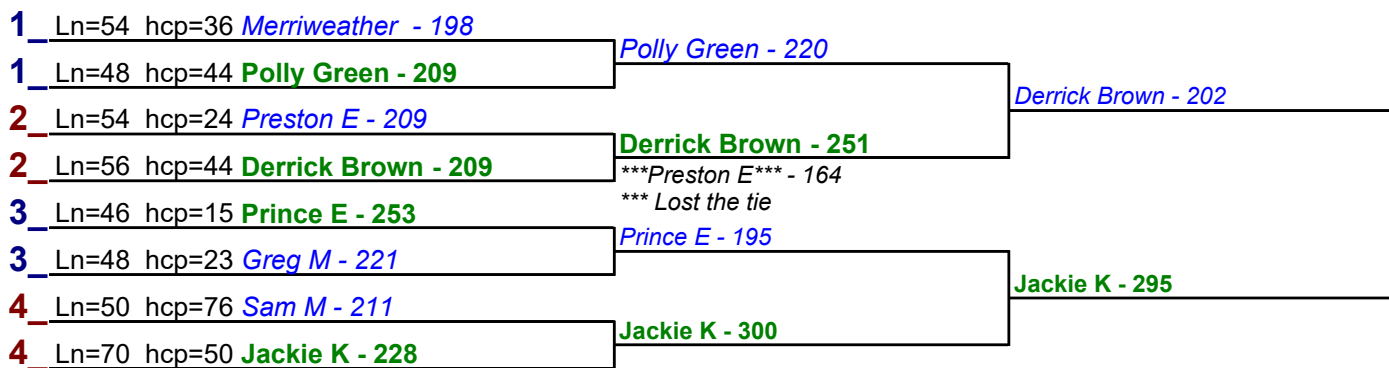 1_ Ln=54 hcp=36 Merriweather - 198
1_ Ln=48 hcp=44 Polly Green - 209
2_ Ln=54 hcp=24 Preston E - 209
2_ Ln=56 hcp=44 Derrick Brown - 209
3_ Ln=46 hcp=15 Prince E - 253
3_ Ln=48 hcp=23 Greg M - 221
4_ Ln=50 hcp=76 Sam M - 211
4_ Ln=70 hcp=50 Jackie K - 228
Polly Green - 220
Derrick Brown - 251
***Preston E*** - 164
*** Lost the tie
Prince E - 195
Jackie K - 300
Derrick Brown - 202
Jackie K - 295